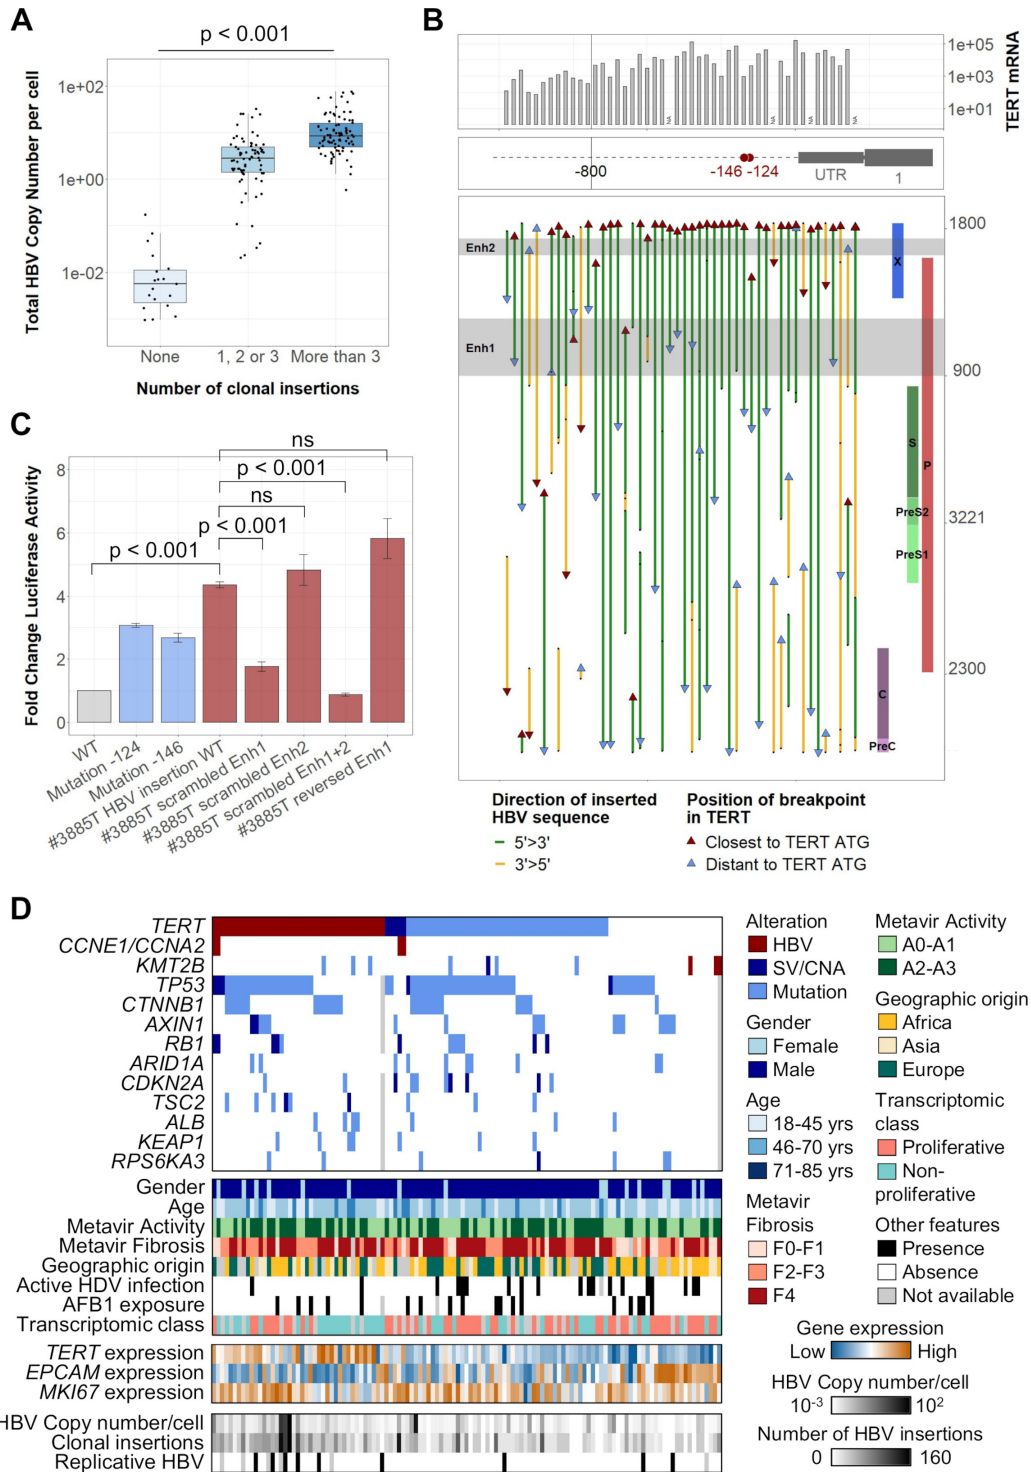 A
p < 0.001
Total HBV Copy Number per cell
1e+02
1e+00
1e-02
None
1, 2 or 3
More than 3
Number of clonal insertions
B
TERT mRNA
1e+05
1e+03
1e+01
NA
NA
NA
NA
-800
-146
-124
UTR
1
Enh2
Enh1
1800
900
3221
2300
X
P
S
PreS2
PreS1
C
PreC
Direction of inserted
HBV sequence
5'>3'
3'>5'
Position of breakpoint
in TERT
Closest to TERT ATG
Distant to TERT ATG
C
Fold Change Luciferase Activity
8
6
4
2
0
ns
p < 0.001
ns
p < 0.001
p < 0.001
WT
Mutation -124
Mutation -146
#3885T HBV insertion WT
#3885T scrambled Enh1
#3885T scrambled Enh2
#3885T scrambled Enh1+2
#3885T reversed Enh1
D
TERT
CCNE1/CCNA2
KMT2B
TP53
CTNNB1
AXIN1
RB1
ARID1A
CDKN2A
TSC2
ALB
KEAP1
RPS6KA3
Gender
Age
Metavir Activity
Metavir Fibrosis
Geographic origin
Active HDV infection
AFB1 exposure
Transcriptomic class
TERT expression
EPCAM expression
MKI67 expression
HBV Copy number/cell
Clonal insertions
Replicative HBV
Alteration
HBV
SV/CNA
Mutation
Gender
Female
Male
Age
18-45 yrs
46-70 yrs
71-85 yrs
Metavir
Fibrosis
F0-F1
F2-F3
F4
Metavir Activity
A0-A1
A2-A3
Geographic origin
Africa
Asia
Europe
Transcriptomic
class
Proliferative
Non-
proliferative
Other features
Presence
Absence
Not available
Gene expression
Low
High
HBV Copy number/cell
10-3
102
Number of HBV insertions
0
160